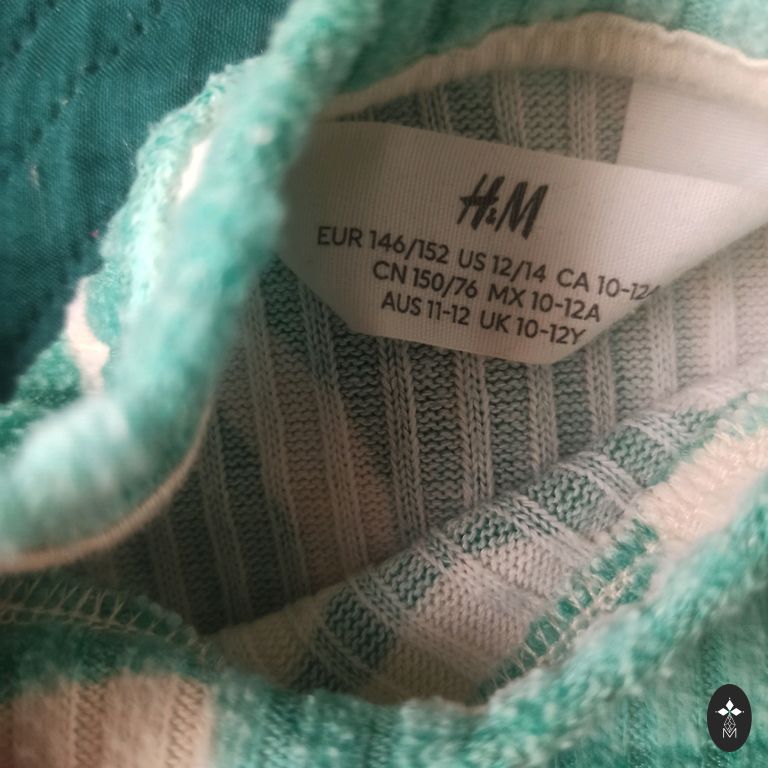 H&M
EUR 146/152 US 12/14 CA 10-12A
CN 150/76 MX 10-12A
AUS 11-12 UK 10-12Y
M